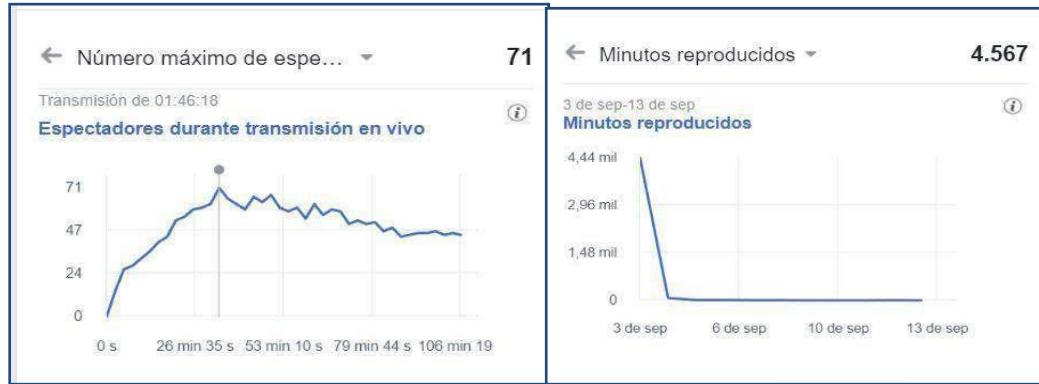 ← Número máximo de espe... 71
Transmisión de 01:46:18
Espectadores durante transmisión en vivo
71
47
24
0
0 s 26 min 35 s 53 min 10 s 79 min 44 s 106 min 19
← Minutos reproducidos 4.567
3 de sep-13 de sep
Minutos reproducidos
4,44 mil
2,96 mil
1,48 mil
0
3 de sep 6 de sep 10 de sep 13 de sep